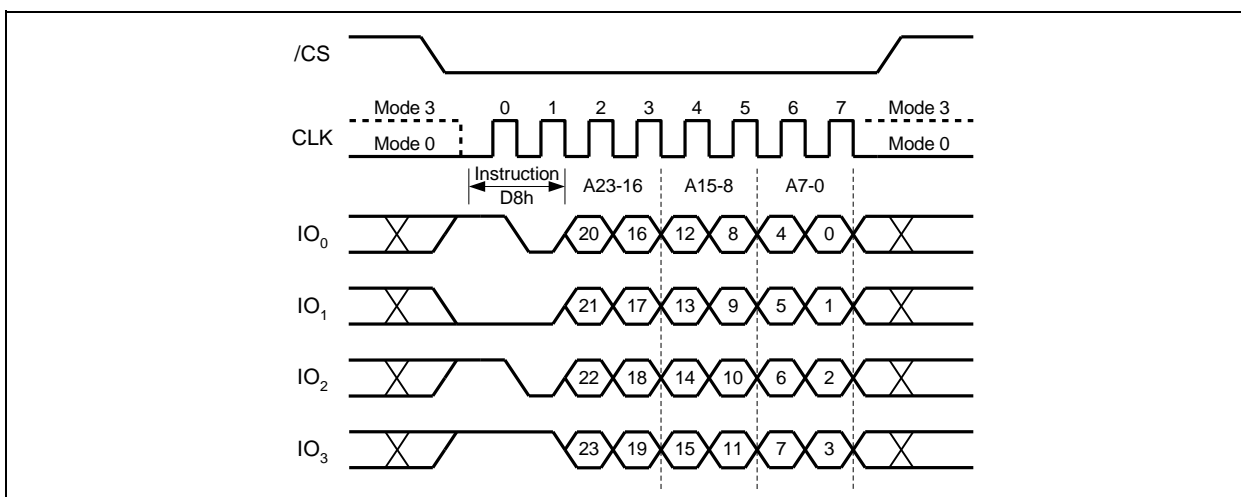 /CS
Mode 3 0 1 2 3 4 5 6 7 Mode 3
CLK Mode 0 Mode 0
Instruction
D8h A23-16 A15-8 A7-0
IO0 20 16 12 8 4 0
IO1 21 17 13 9 5 1
IO2 22 18 14 10 6 2
IO3 23 19 15 11 7 3